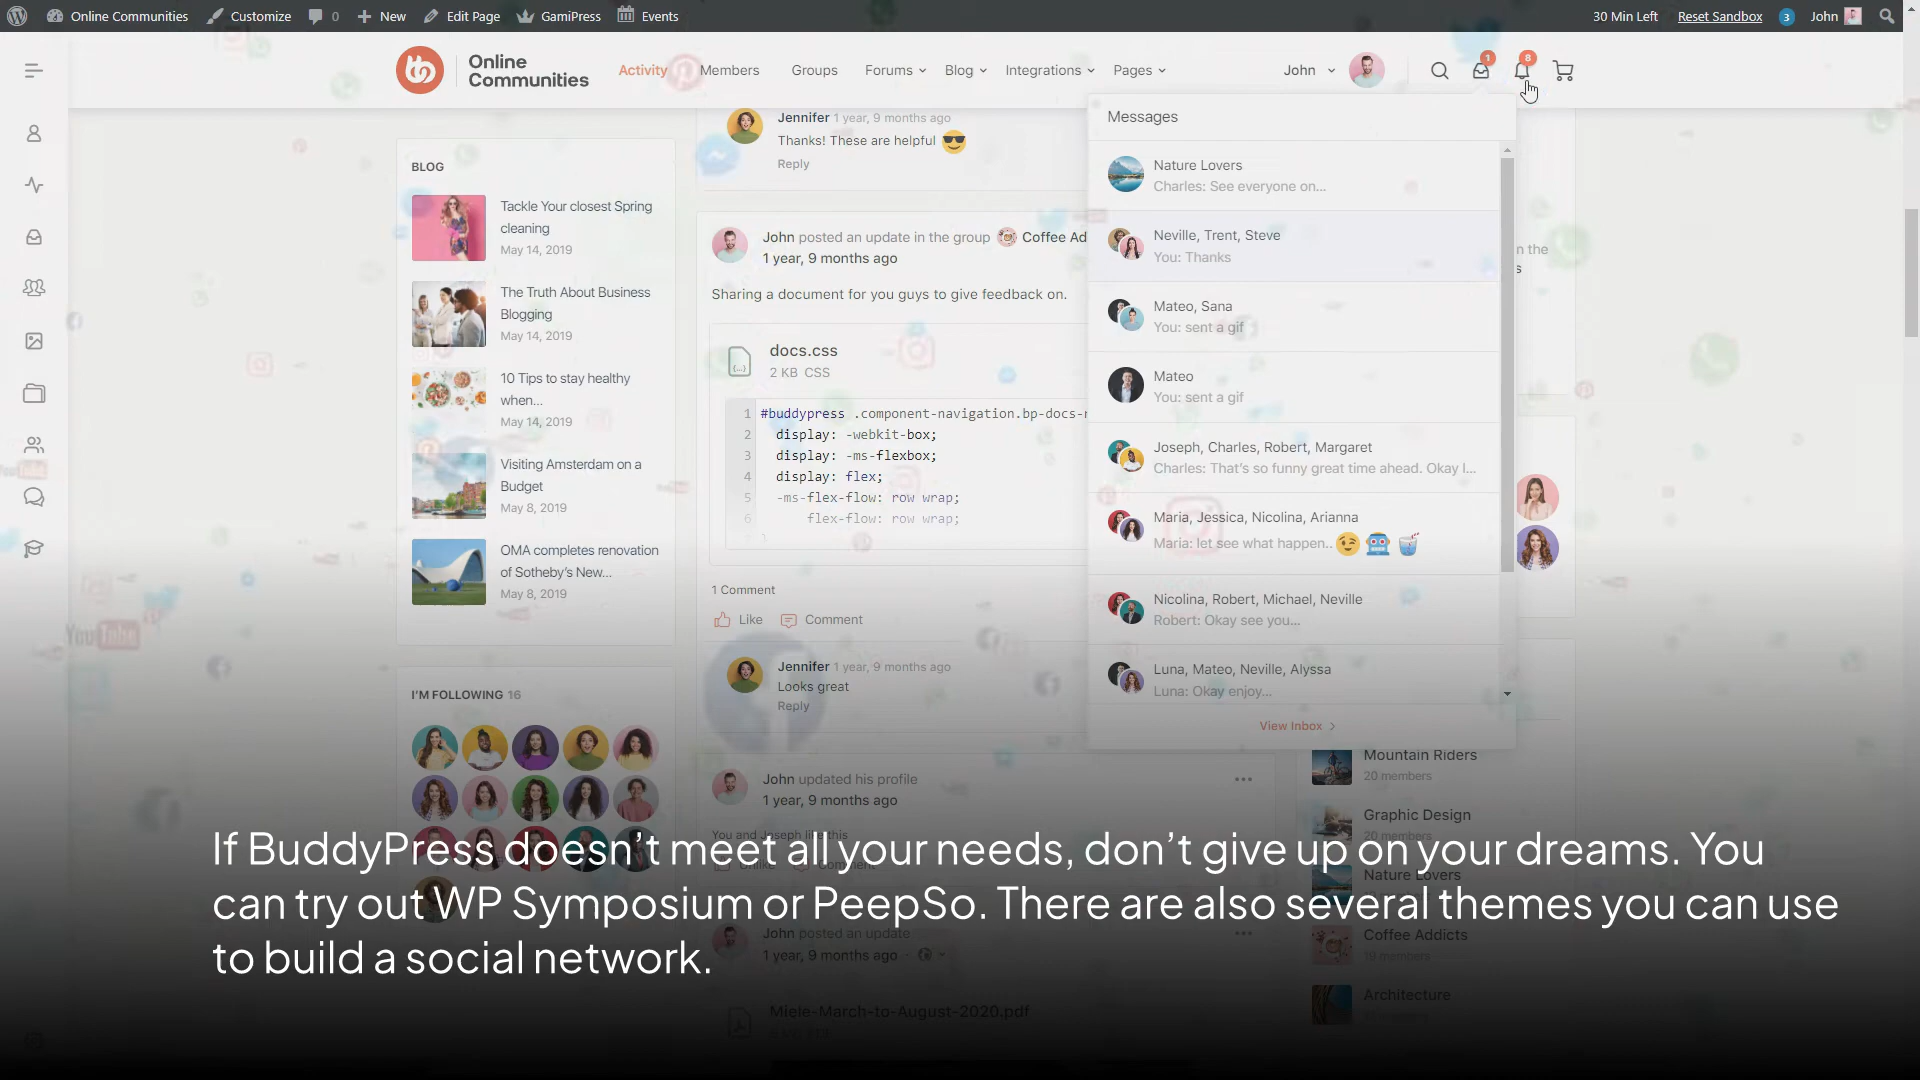 Online Communities
Customize
0
New
Edit Page
GamiPress
Events
30 Min Left
Reset Sandbox
3
John
Online
Communities
Activity
Members
Groups
Forums
Blog
Integrations
Pages
John
1
8
BLOG
Tackle Your closest Spring
cleaning
May 14, 2019
The Truth About Business
Blogging
May 14, 2019
10 Tips to stay healthy
when...
May 14, 2019
Visiting Amsterdam on a
Budget
May 8, 2019
OMA completes renovation
of Sotheby's New...
May 8, 2019
I'M FOLLOWING 16
Jennifer 1 year, 9 months ago
Thanks! These are helpful
Reply
John posted an update in the group Coffee Ad
1 year, 9 months ago
Sharing a document for you guys to give feedback on.
docs.css
2 KB CSS
1 #buddypress .component-navigation.bp-docs-
2 display: -webkit-box;
3 display: -ms-flexbox;
4 display: flex;
5 -ms-flex-flow: row wrap;
6 flex-flow: row wrap;
}
1 Comment
Like
Comment
Jennifer 1 year, 9 months ago
Looks great
Reply
John updated his profile
1 year, 9 months ago
You and Joseph like this
John posted an update
1 year, 9 months ago
Miele-March-to-August-2020.pdf
Messages
Nature Lovers
Charles: See everyone on...
Neville, Trent, Steve
You: Thanks
Mateo, Sana
You: sent a gif
Mateo
You: sent a gif
Joseph, Charles, Robert, Margaret
Charles: That's so funny great time ahead. Okay I...
Maria, Jessica, Nicolina, Arianna
Maria: let see what happen..
Nicolina, Robert, Michael, Neville
Robert: Okay see you...
Luna, Mateo, Neville, Alyssa
Luna: Okay enjoy...
View Inbox
in the
s
Mountain Riders
20 members
Graphic Design
20 members
Nature Lovers
Coffee Addicts
19 members
Architecture
YouTube
If BuddyPress doesn't meet all your needs, don't give up on your dreams. You
can try out WP Symposium or PeepSo. There are also several themes you can use
to build a social network.